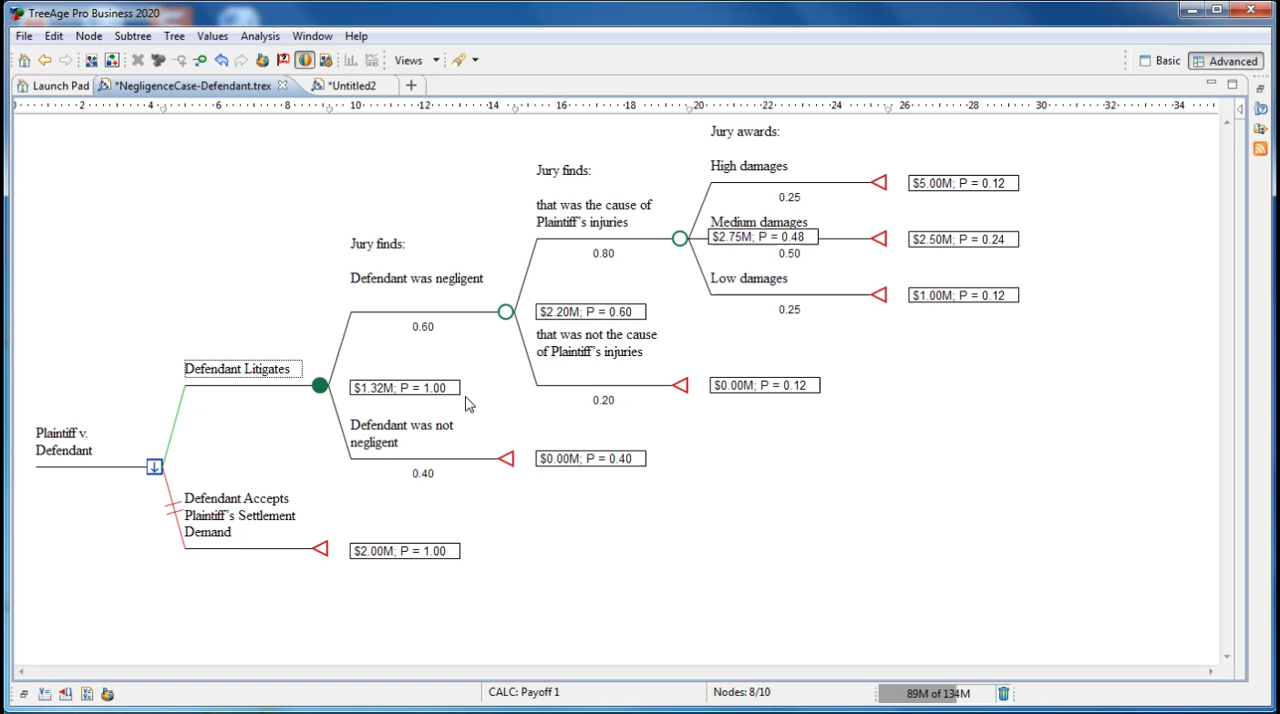 TreeAge Pro Business 2020
File Edit Node Subtree Tree Values Analysis Window Help
Views Basic Advanced
Launch Pad *NegligenceCase-Defendant.trex *Untitled2
2 4 6 8 10 12 14 16 18 20 22 24 26 28 30 32 34
Jury awards:
High damages
$5.00M; P = 0.12
0.25
Jury finds:
that was the cause of
Plaintiff's injuries
Medium damages
$2.75M; P = 0.48
$2.50M; P = 0.24
0.80
0.50
Low damages
$1.00M; P = 0.12
0.25
Jury finds:
Defendant was negligent
$2.20M; P = 0.60
0.60
that was not the cause
of Plaintiff's injuries
$0.00M; P = 0.12
0.20
Defendant Litigates
$1.32M; P = 1.00
Defendant was not
negligent
$0.00M; P = 0.40
0.40
Plaintiff v.
Defendant
Defendant Accepts
Plaintiff's Settlement
Demand
$2.00M; P = 1.00
CALC: Payoff 1
Nodes: 8/10
89M of 134M